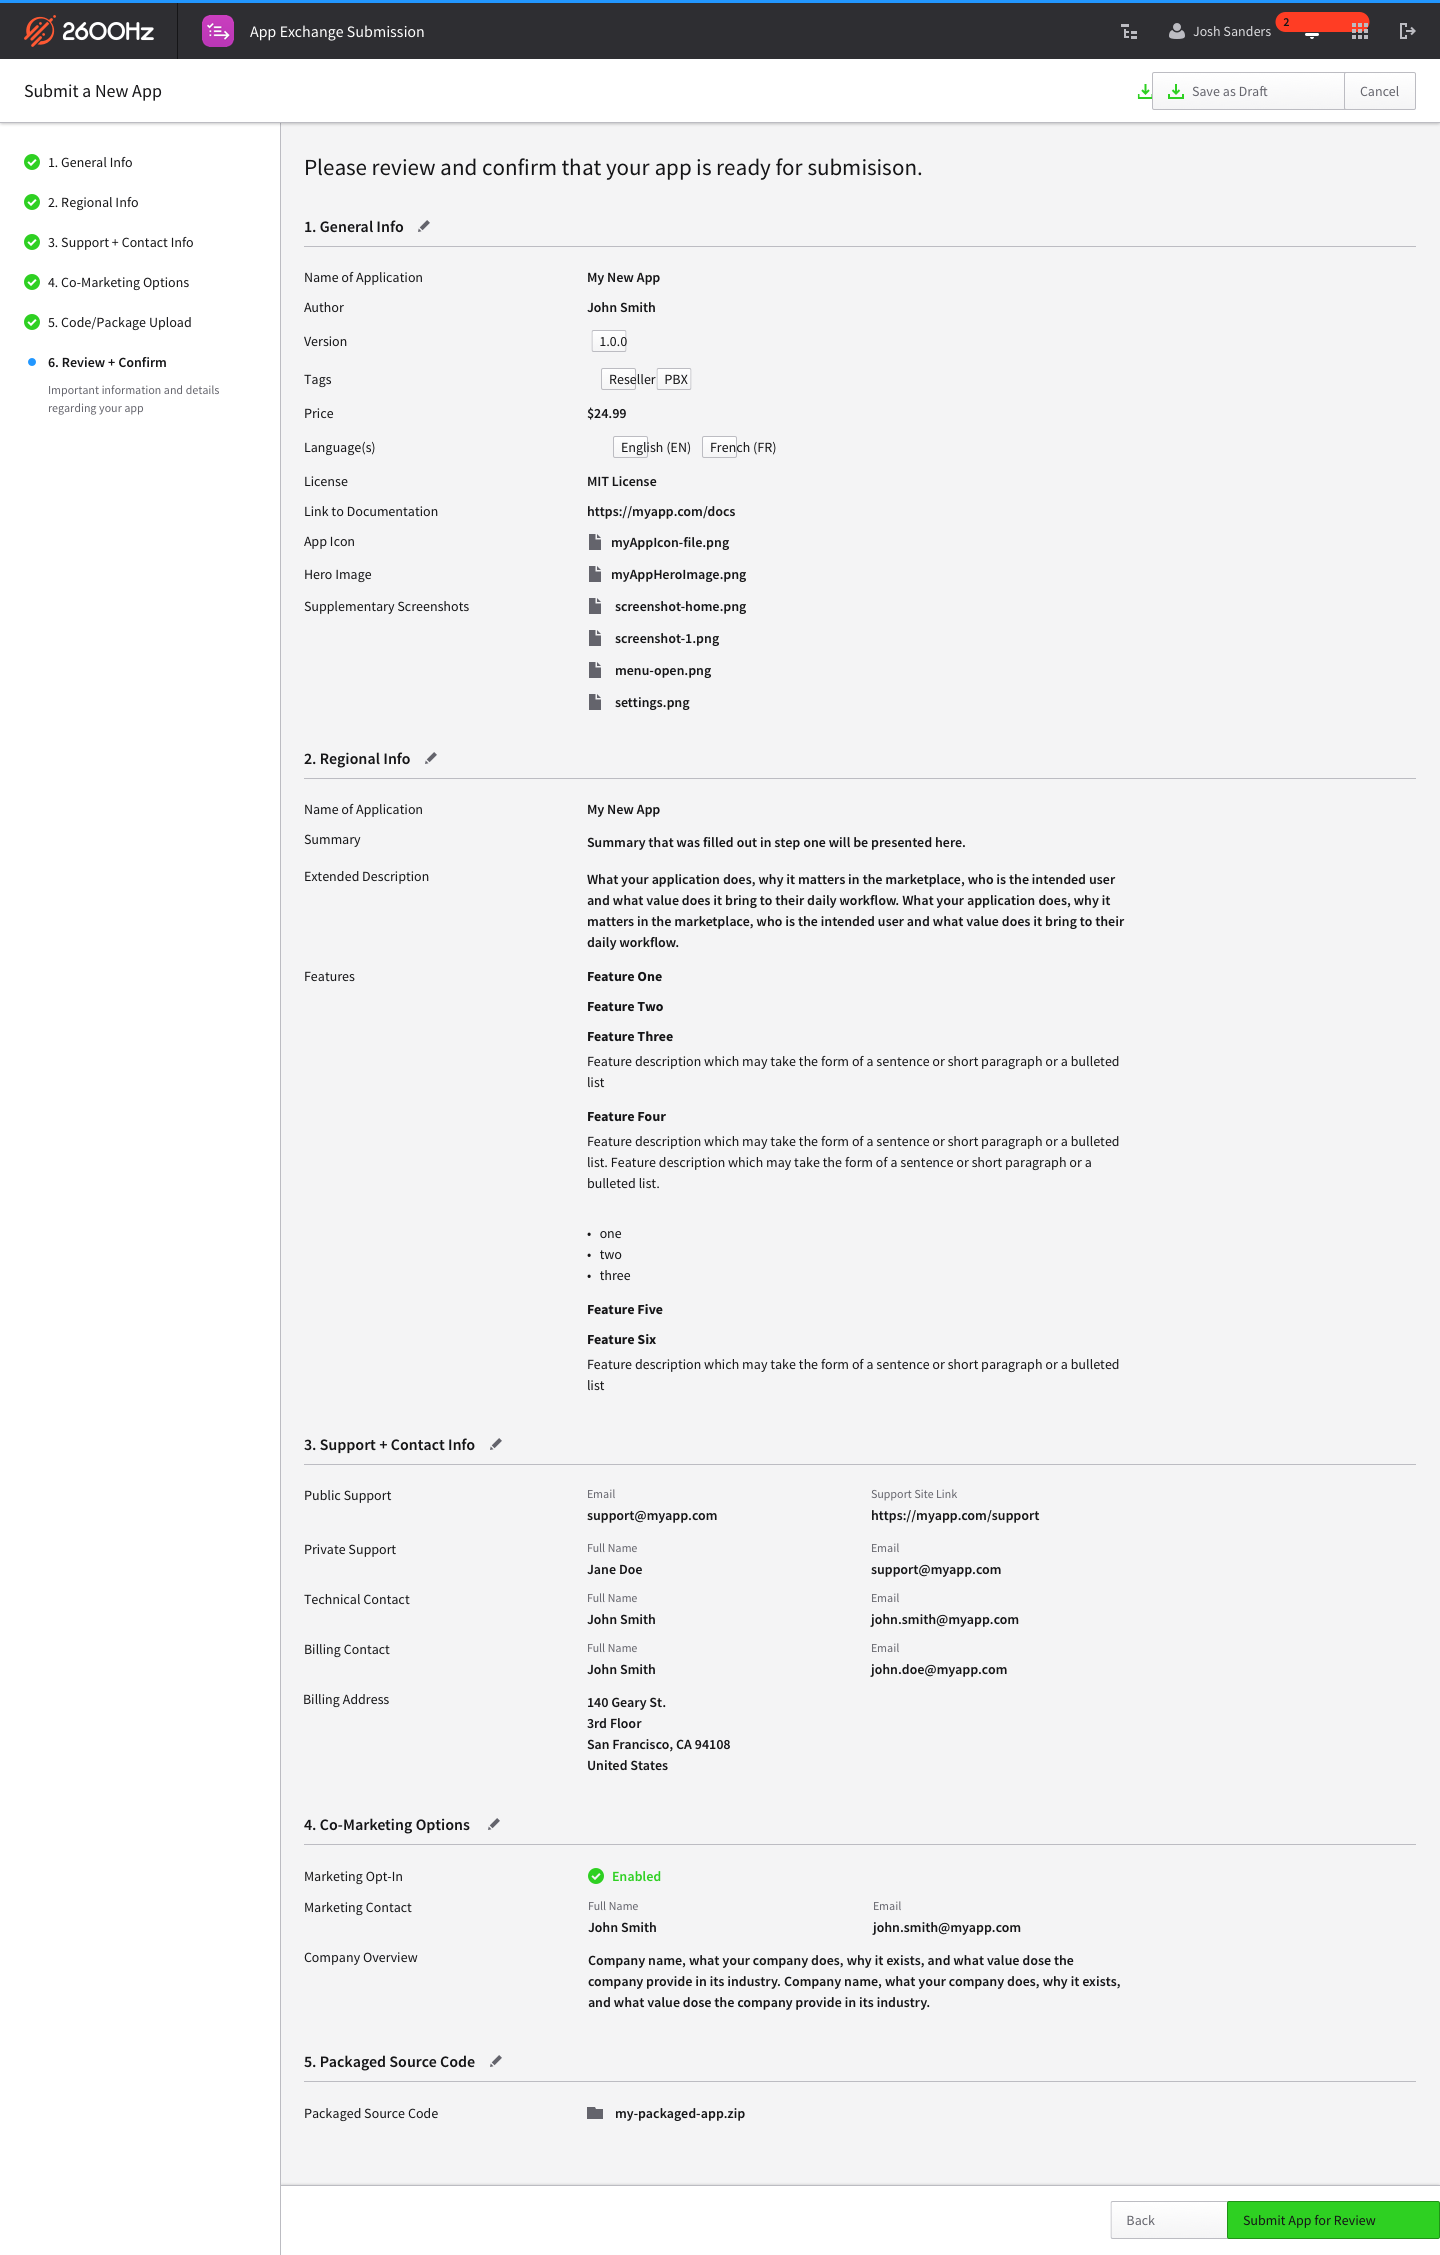 2600Hz
App Exchange Submission
Josh Sanders
2
Submit a New App
Save as Draft
Cancel
1. General Info
2. Regional Info
3. Support + Contact Info
4. Co-Marketing Options
5. Code/Package Upload
6. Review + Confirm
Important information and details
regarding your app
Please review and confirm that your app is ready for submisison.
1. General Info
Name of Application My New App
Author John Smith
Version 1.0.0
Tags Reseller PBX
Price $24.99
Language(s) English (EN) French (FR)
License MIT License
Link to Documentation https://myapp.com/docs
App Icon myAppIcon-file.png
Hero Image myAppHeroImage.png
Supplementary Screenshots screenshot-home.png
screenshot-1.png
menu-open.png
settings.png
2. Regional Info
Name of Application My New App
Summary Summary that was filled out in step one will be presented here.
Extended Description What your application does, why it matters in the marketplace, who is the intended user
and what value does it bring to their daily workflow. What your application does, why it
matters in the marketplace, who is the intended user and what value does it bring to their
daily workflow.
Features Feature One
Feature Two
Feature Three
Feature description which may take the form of a sentence or short paragraph or a bulleted
list
Feature Four
Feature description which may take the form of a sentence or short paragraph or a bulleted
list. Feature description which may take the form of a sentence or short paragraph or a
bulleted list.
• one
• two
• three
Feature Five
Feature Six
Feature description which may take the form of a sentence or short paragraph or a bulleted
list
3. Support + Contact Info
Public Support Email Support Site Link
support@myapp.com https://myapp.com/support
Private Support Full Name Email
Jane Doe support@myapp.com
Technical Contact Full Name Email
John Smith john.smith@myapp.com
Billing Contact Full Name Email
John Smith john.doe@myapp.com
Billing Address 140 Geary St.
3rd Floor
San Francisco, CA 94108
United States
4. Co-Marketing Options
Marketing Opt-In Enabled
Marketing Contact Full Name Email
John Smith john.smith@myapp.com
Company Overview Company name, what your company does, why it exists, and what value dose the
company provide in its industry. Company name, what your company does, why it exists,
and what value dose the company provide in its industry.
5. Packaged Source Code
Packaged Source Code my-packaged-app.zip
Back
Submit App for Review